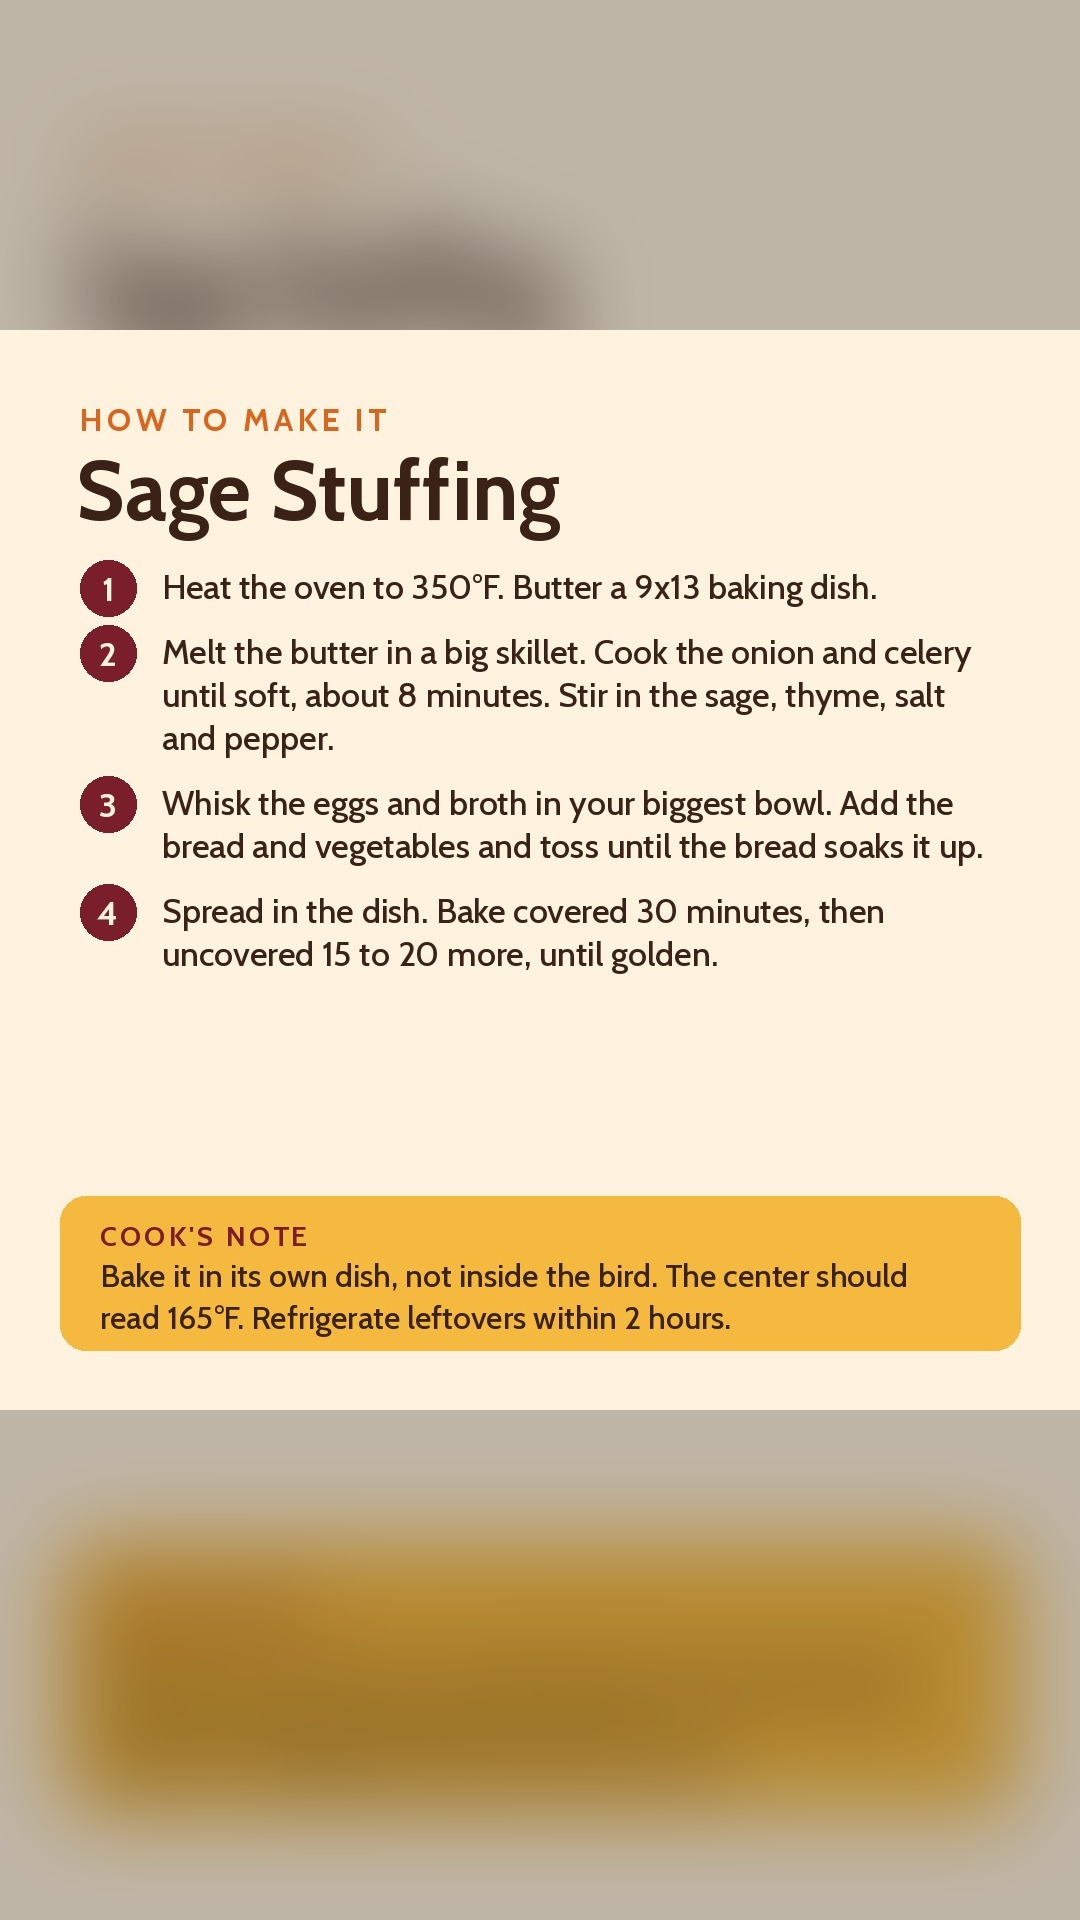 HOW TO MAKE IT
Sage Stuffing
1 Heat the oven to 350°F. Butter a 9x13 baking dish.
2 Melt the butter in a big skillet. Cook the onion and celery
until soft, about 8 minutes. Stir in the sage, thyme, salt
and pepper.
3 Whisk the eggs and broth in your biggest bowl. Add the
bread and vegetables and toss until the bread soaks it up.
4 Spread in the dish. Bake covered 30 minutes, then
uncovered 15 to 20 more, until golden.
COOK'S NOTE
Bake it in its own dish, not inside the bird. The center should
read 165°F. Refrigerate leftovers within 2 hours.